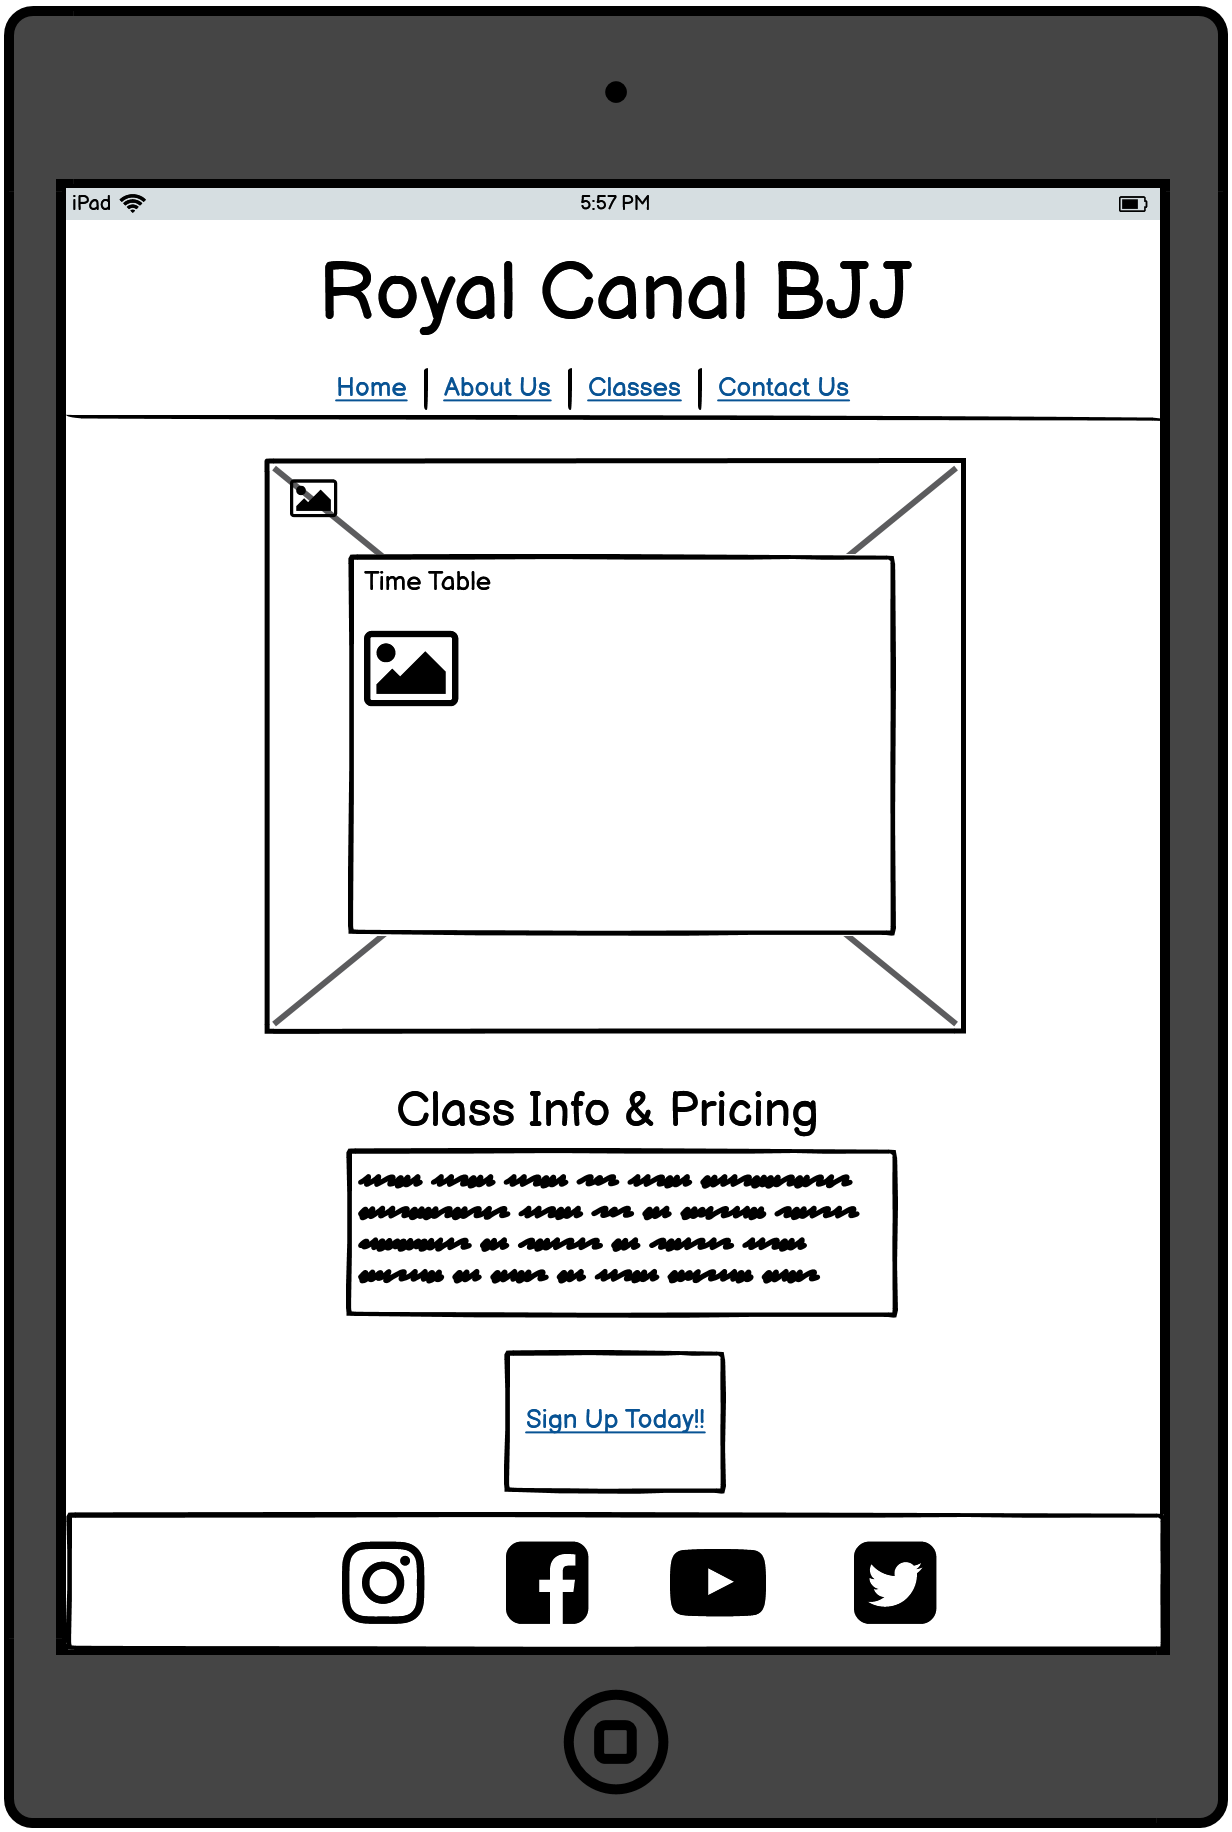 iPad 5:57 PM
Royal Canal BJJ
Home | About Us | Classes | Contact Us
Time Table
Class Info & Pricing
Sign Up Today!!